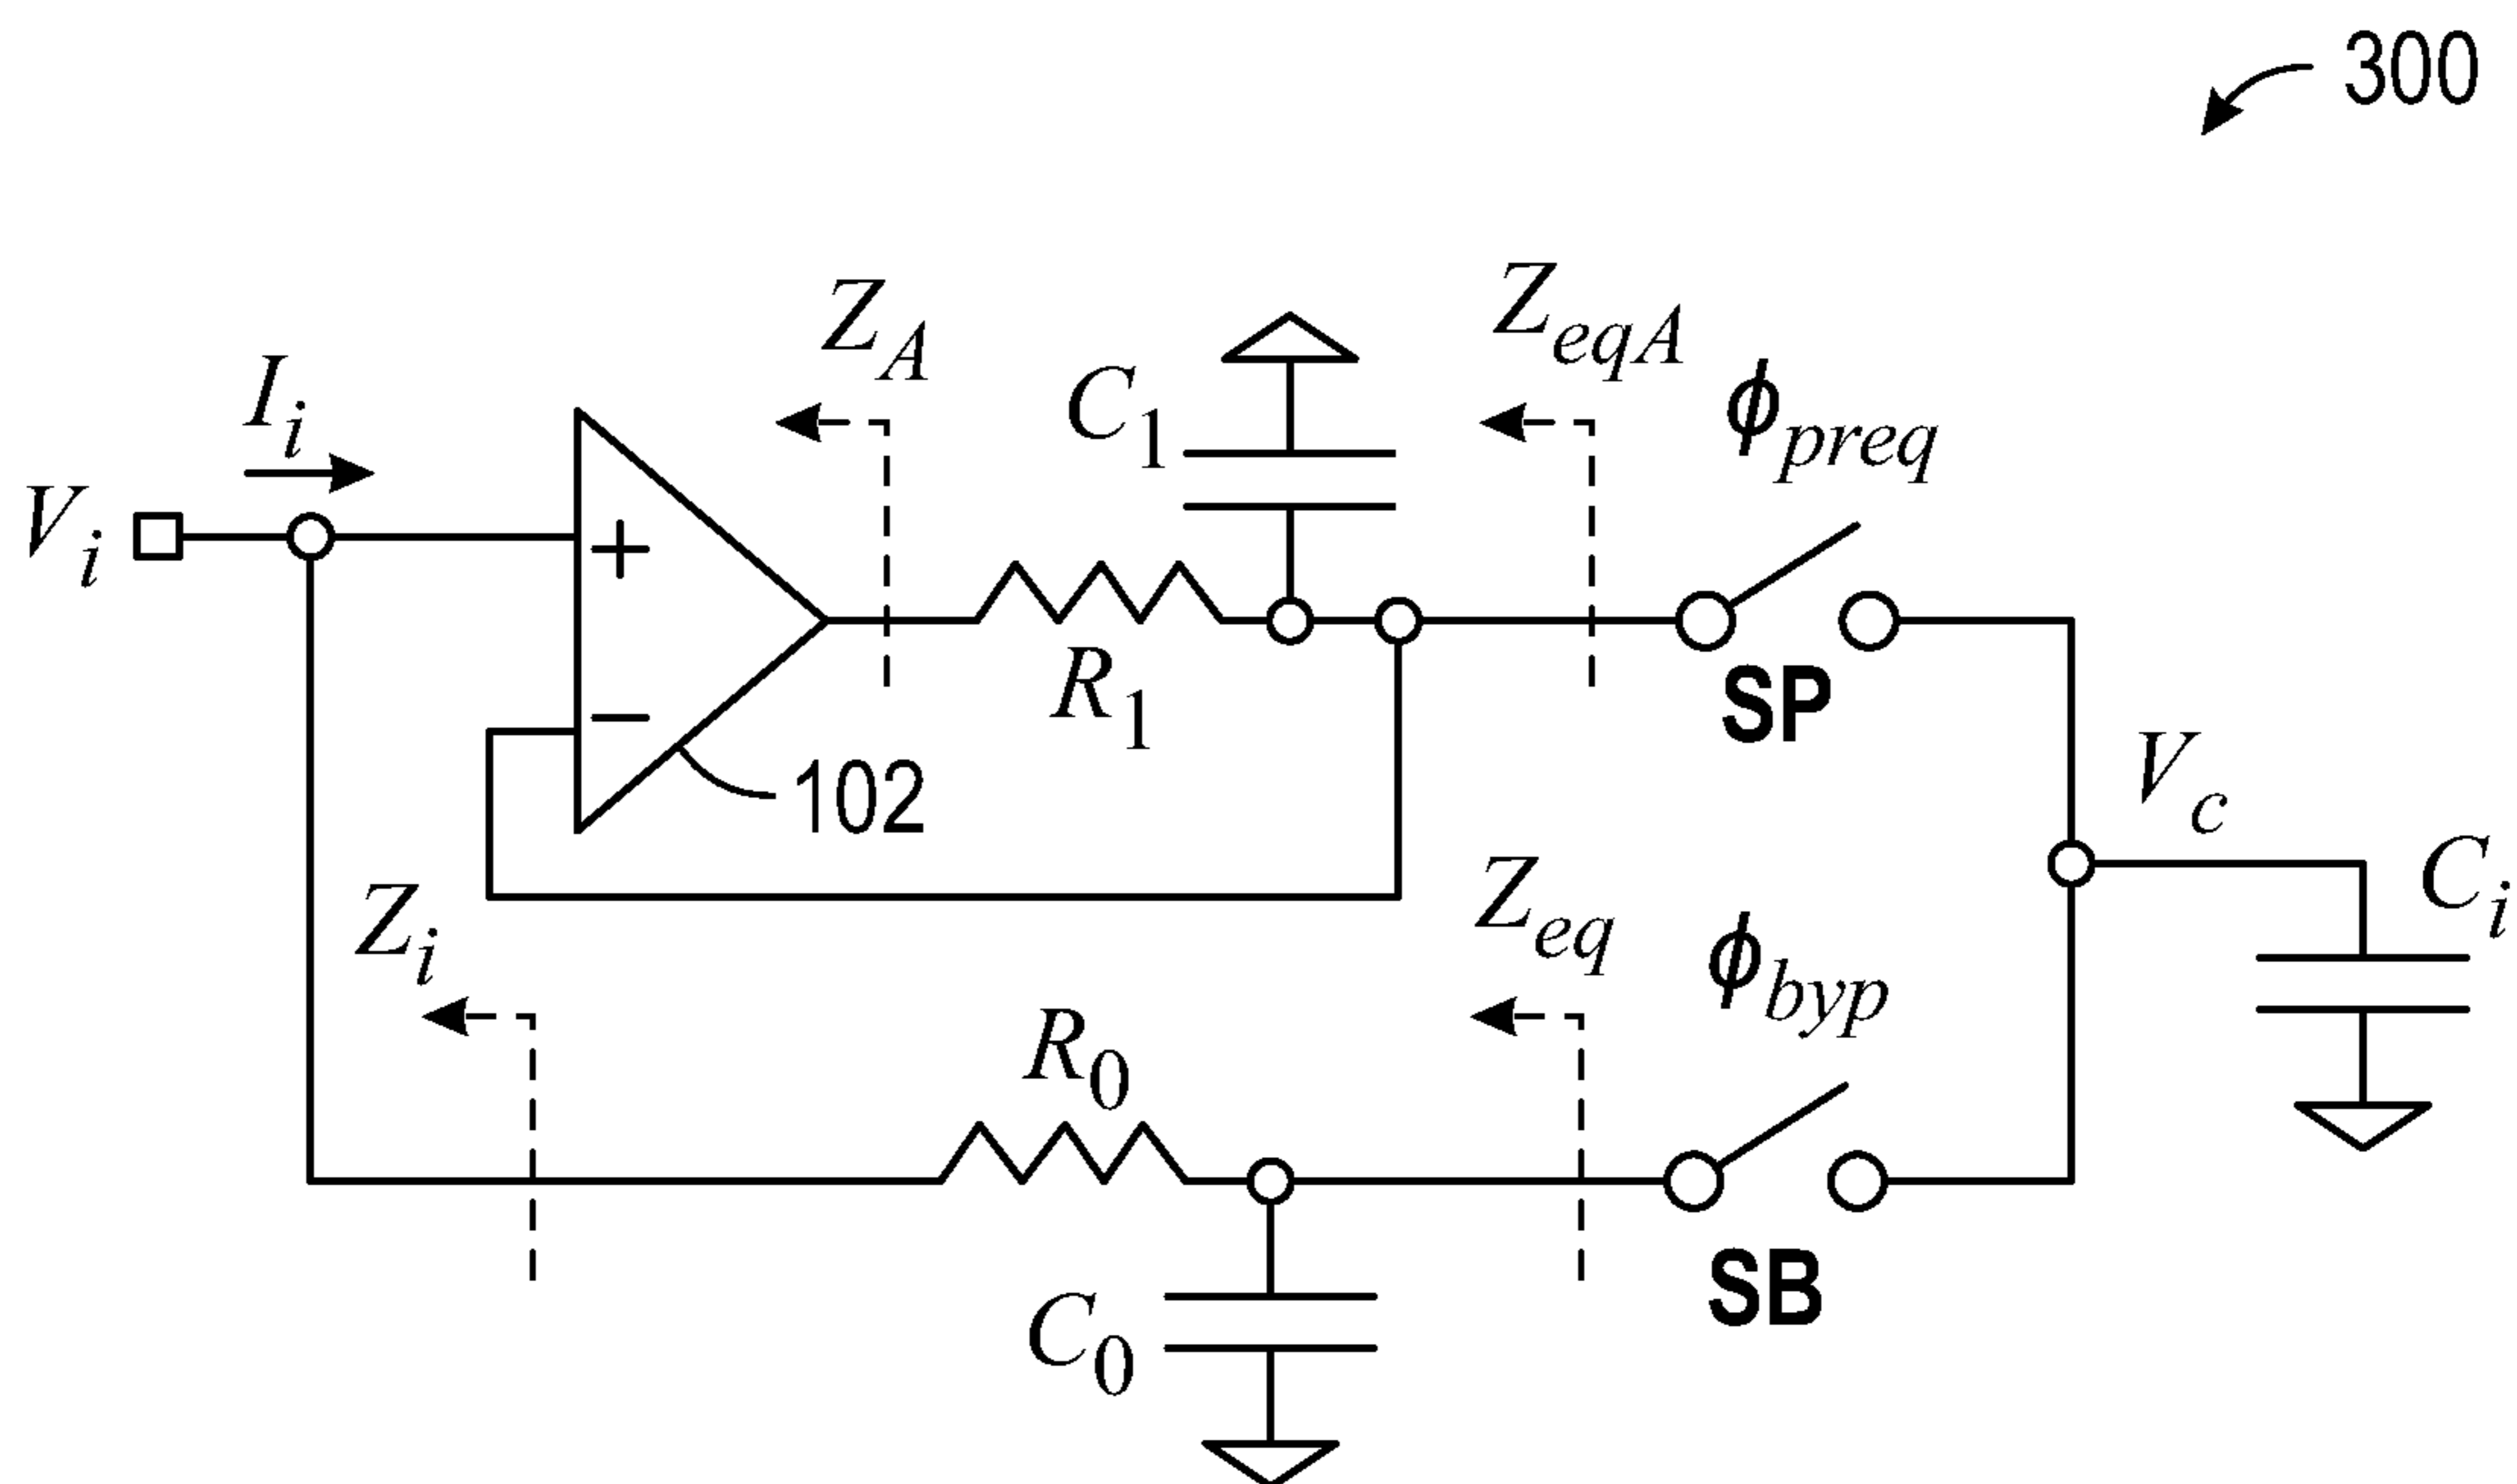 300
Z_A
Z_eqA
I_i
C_1
ϕ_preq
V_i
+
R_1
SP
−
102
V_c
C_i
Z_i
Z_eq
ϕ_byp
R_0
SB
C_0